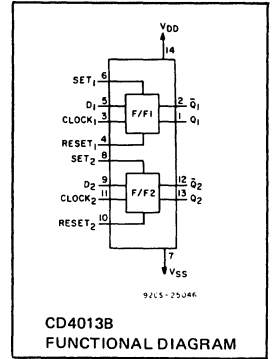 VDD
14
SET1 6
D1 5
CLOCK1 3
RESET1 4
F/F1
2 Q̅1
1 Q1
SET2 8
D2 9
CLOCK2 11
RESET2 10
F/F2
12 Q̅2
13 Q2
7
VSS
92CS-25046
CD4013B
FUNCTIONAL DIAGRAM